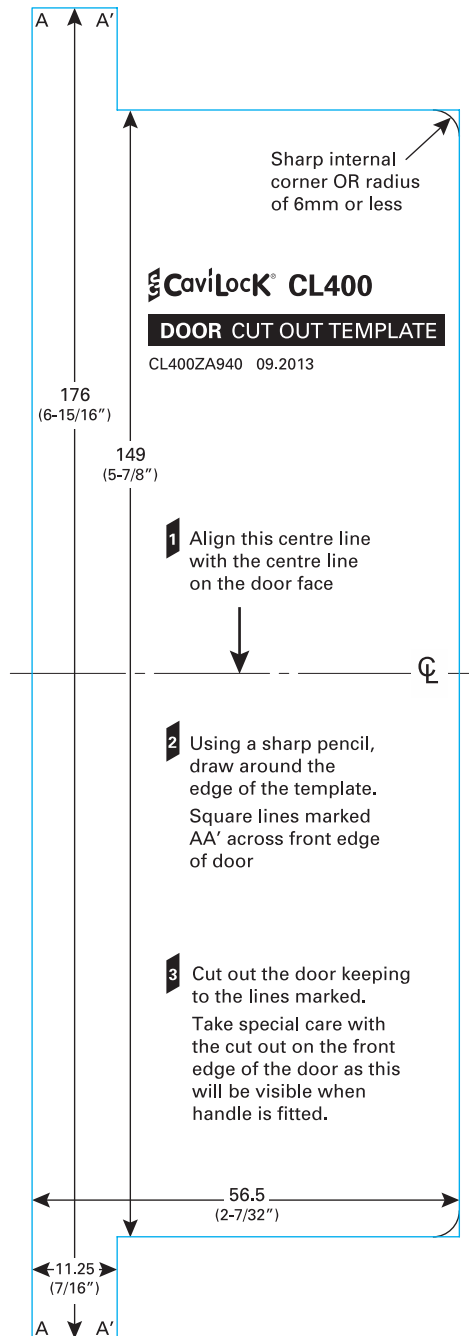 A A'
Sharp internal
corner OR radius
of 6mm or less
CaviLocK® CL400
DOOR CUT OUT TEMPLATE
CL400ZA940 09.2013
176
(6-15/16")
149
(5-7/8")
1 Align this centre line
with the centre line
on the door face
℄
2 Using a sharp pencil,
draw around the
edge of the template.
Square lines marked
AA' across front edge
of door
3 Cut out the door keeping
to the lines marked.
Take special care with
the cut out on the front
edge of the door as this
will be visible when
handle is fitted.
56.5
(2-7/32")
11.25
(7/16")
A A'